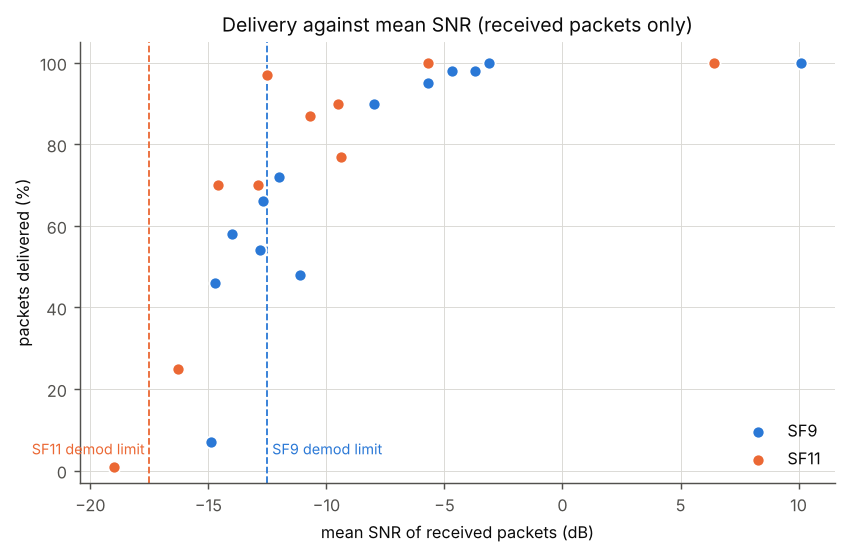 Delivery against mean SNR (received packets only)
packets delivered (%)
100
80
60
40
20
0
SF11 demod limit
SF9 demod limit
SF9
SF11
−20
−15
−10
−5
0
5
10
mean SNR of received packets (dB)